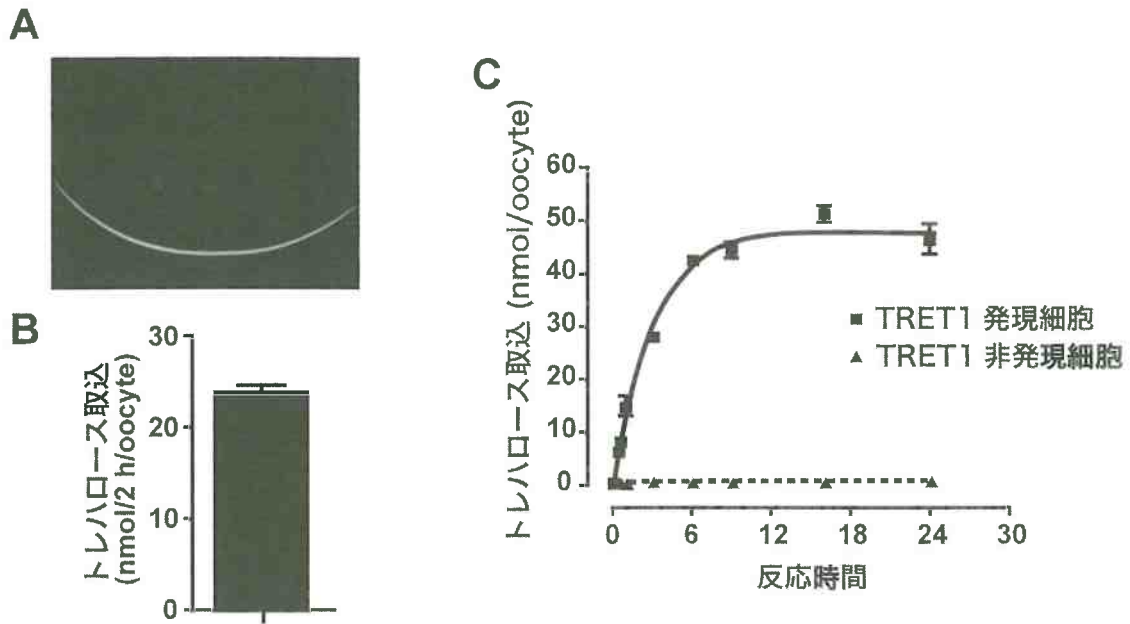 A
B
トレハロース取込
(nmol/2 h/oocyte)
30
20
10
0
C
トレハロース取込 (nmol/oocyte)
60
50
40
30
20
10
0
0 6 12 18 24 30
反応時間
TRET1 発現細胞
TRET1 非発現細胞